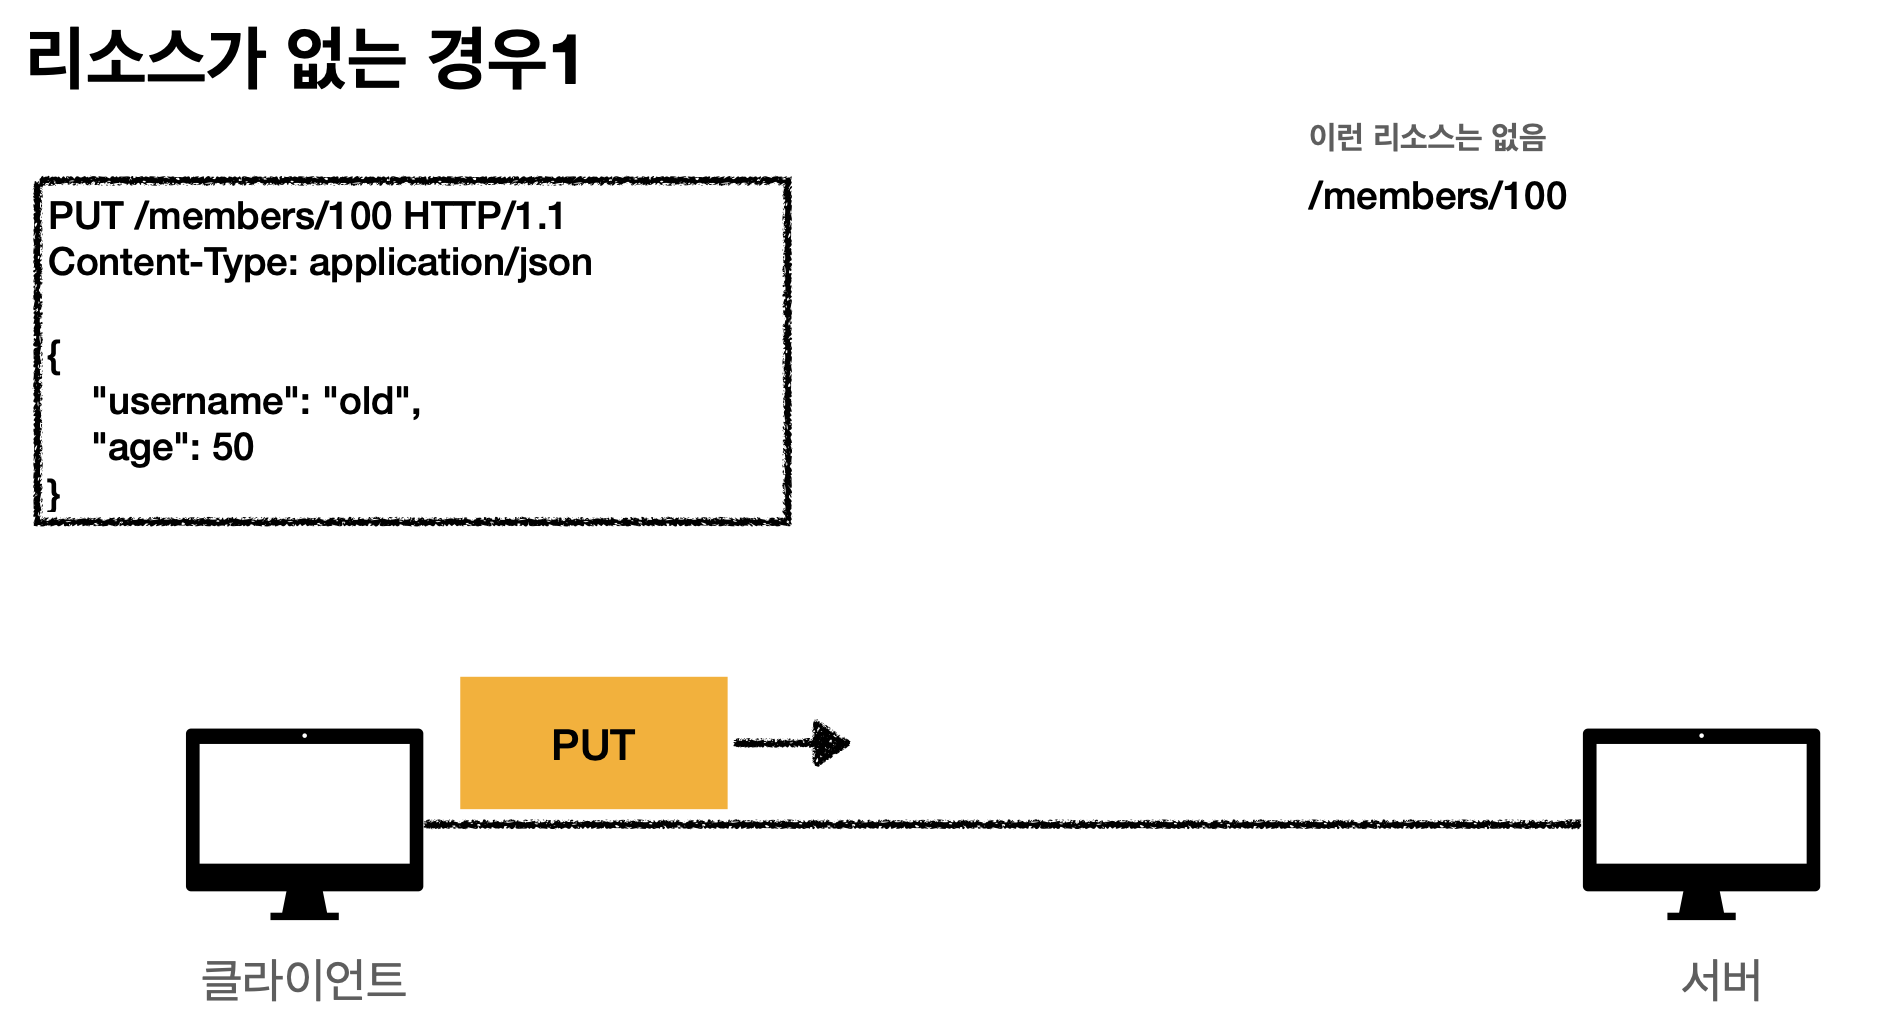 리소스가 없는 경우1
이런 리소스는 없음
/members/100
PUT /members/100 HTTP/1.1
Content-Type: application/json
{
"username": "old",
"age": 50
}
PUT
클라이언트
서버